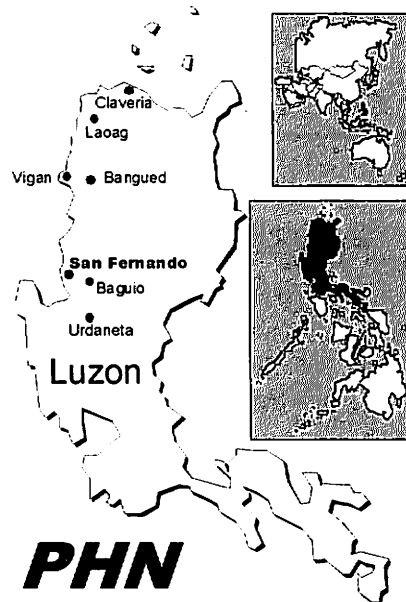 Claveria
Laoag
Vigan
Bangued
San Fernando
Baguio
Urdaneta
Luzon
PHN